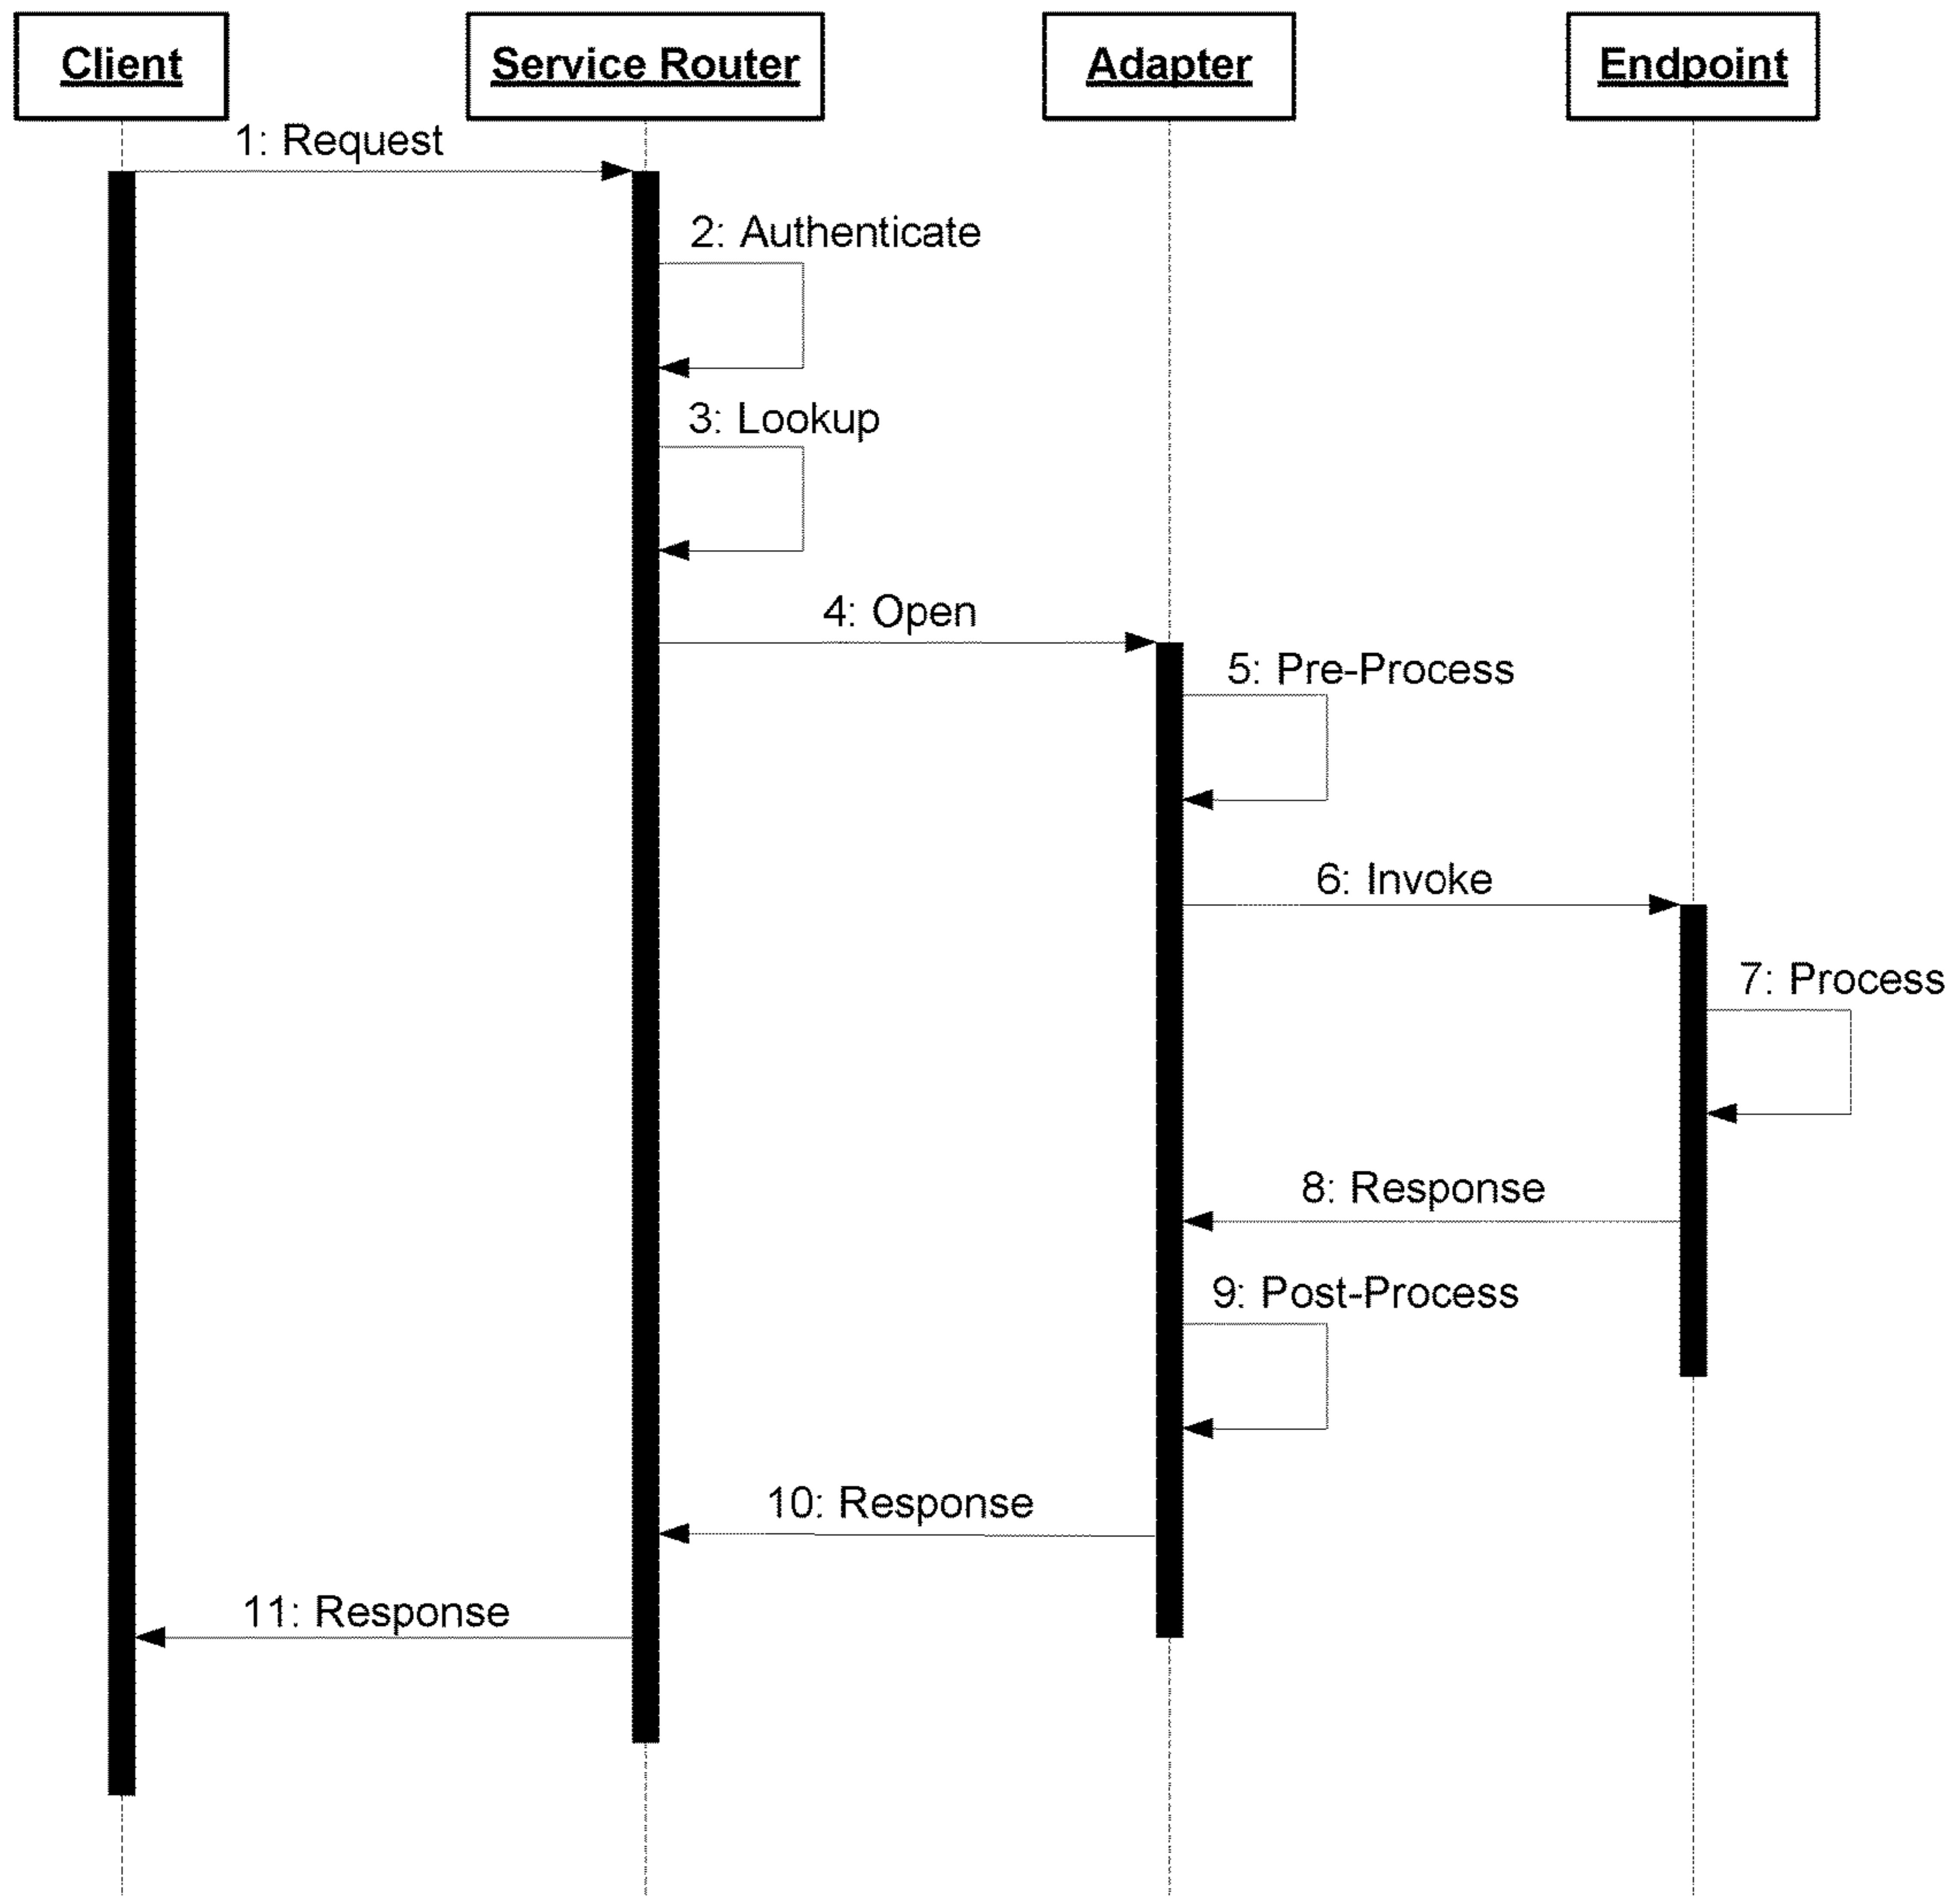 Client
Service Router
Adapter
Endpoint
1: Request
2: Authenticate
3: Lookup
4: Open
5: Pre-Process
6: Invoke
7: Process
8: Response
9: Post-Process
10: Response
11: Response